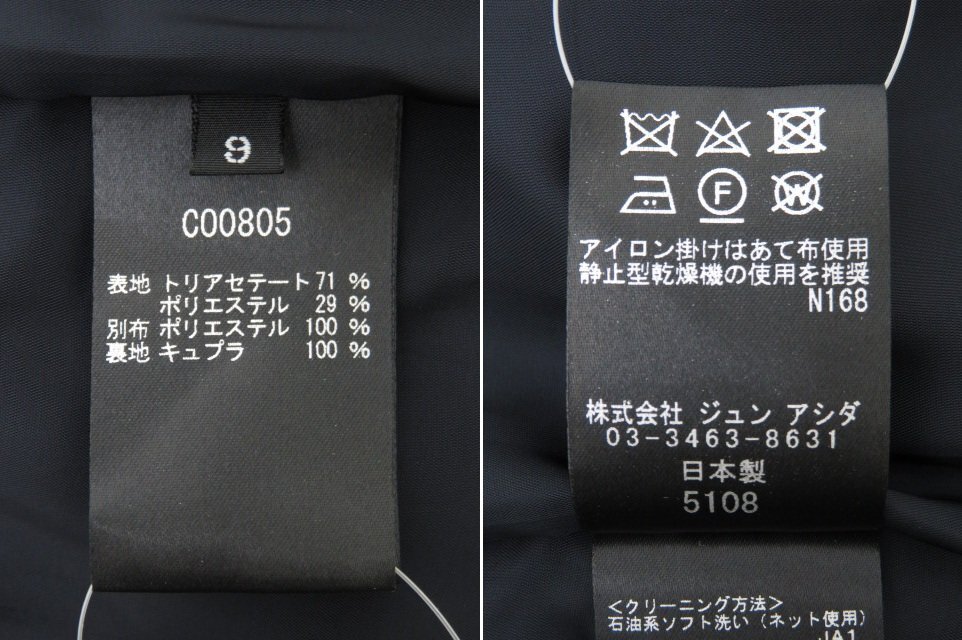 9
C00805
表地 トリアセテート 71 %
ポリエステル 29 %
別布 ポリエステル 100 %
裏地 キュプラ 100 %
F
W
アイロン掛けはあて布使用
静止型乾燥機の使用を推奨
N168
株式会社 ジュン アシダ
03-3463-8631
日本製
5108
<クリーニング方法>
石油系ソフト洗い(ネット使用)